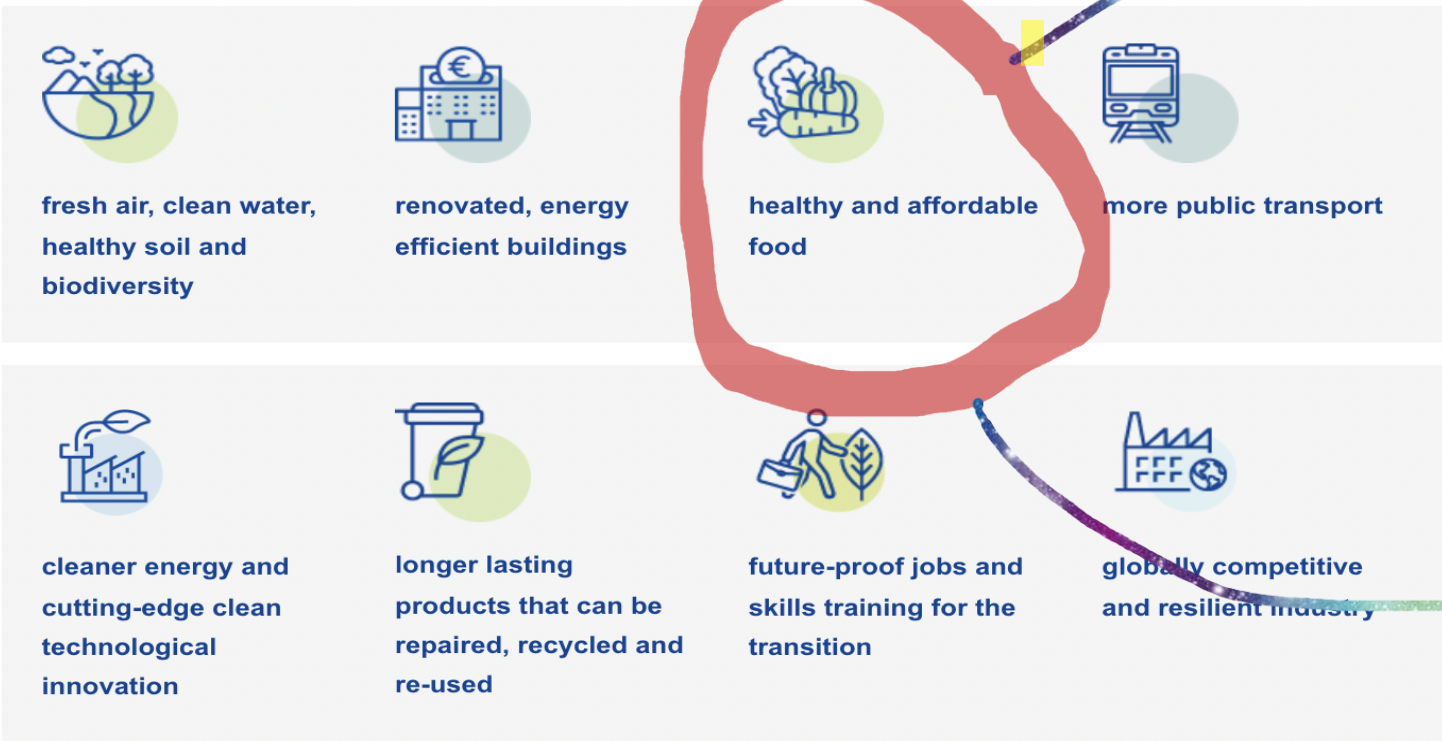 fresh air, clean water,
healthy soil and
biodiversity
renovated, energy
efficient buildings
healthy and affordable
food
more public transport
cleaner energy and
cutting-edge clean
technological
innovation
longer lasting
products that can be
repaired, recycled and
re-used
future-proof jobs and
skills training for the
transition
globally competitive
and resilient industry